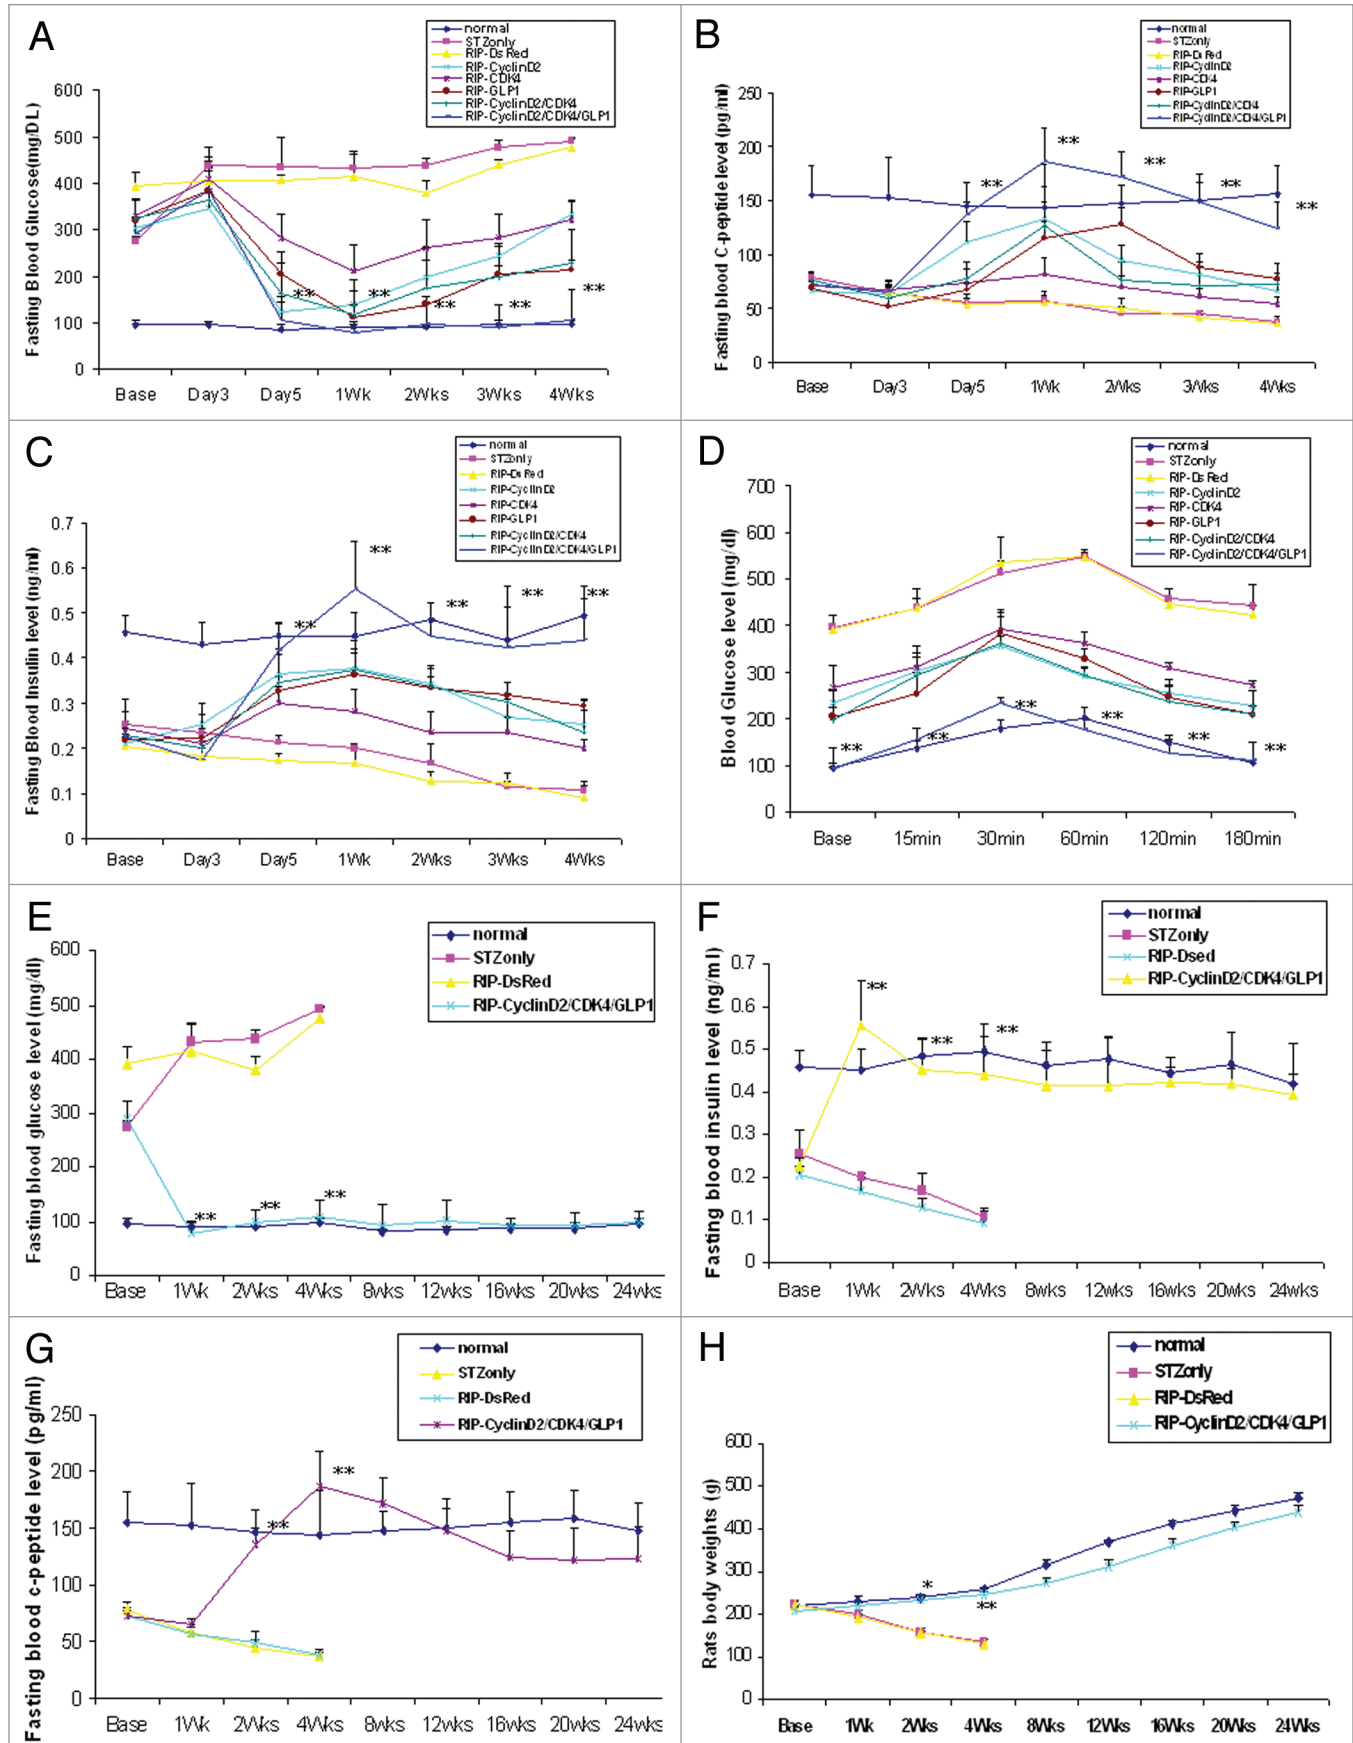 A
normal
STZonly
RIP-DsRed
RIP-CyclinD2
RIP-CDK4
RIP-GLP1
RIP-CyclinD2/CDK4
RIP-CyclinD2/CDK4/GLP1
Fasting Blood Glucose(mg/DL)
600
500
400
300
200
100
0
** ** ** ** **
Base Day3 Day5 1Wk 2Wks 3Wks 4Wks
B
normal
STZonly
RIP-DsRed
RIP-CyclinD2
RIP-CDK4
RIP-GLP1
RIP-CyclinD2/CDK4
RIP-CyclinD2/CDK4/GLP1
Fasting blood C-peptide level (pg/ml)
250
200
150
100
50
0
** ** ** ** **
Base Day3 Day5 1Wk 2Wks 3Wks 4Wks
C
normal
STZonly
RIP-DsRed
RIP-CyclinD2
RIP-CDK4
RIP-GLP1
RIP-CyclinD2/CDK4
RIP-CyclinD2/CDK4/GLP1
Fasting Blood Insulin level (ng/ml)
0.7
0.6
0.5
0.4
0.3
0.2
0.1
0
** ** ** ** **
Base Day3 Day5 1Wk 2Wks 3Wks 4Wks
D
normal
STZonly
RIP-DsRed
RIP-CyclinD2
RIP-CDK4
RIP-GLP1
RIP-CyclinD2/CDK4
RIP-CyclinD2/CDK4/GLP1
Blood Glucose level (mg/dl)
700
600
500
400
300
200
100
0
** ** ** ** ** **
Base 15min 30min 60min 120min 180min
E
normal
STZonly
RIP-DsRed
RIP-CyclinD2/CDK4/GLP1
Fasting blood glucose level (mg/dl)
600
500
400
300
200
100
0
** ** **
Base 1Wk 2Wks 4Wks 8wks 12wks 16wks 20wks 24wks
F
normal
STZonly
RIP-Dsed
RIP-CyclinD2/CDK4/GLP1
Fasting blood insulin level (ng/ml)
0.7
0.6
0.5
0.4
0.3
0.2
0.1
0
** ** **
Base 1Wk 2Wks 4Wks 8wks 12wks 16wks 20wks 24wks
G
normal
STZonly
RIP-DsRed
RIP-CyclinD2/CDK4/GLP1
Fasting blood c-peptide level (pg/ml)
250
200
150
100
50
0
** **
Base 1Wk 2Wks 4Wks 8wks 12wks 16wks 20wks 24wks
H
normal
STZonly
RIP-DsRed
RIP-CyclinD2/CDK4/GLP1
Rats body weights (g)
600
500
400
300
200
100
0
* **
Base 1Wk 2Wks 4Wks 8Wks 12Wks 16Wks 20Wks 24Wks